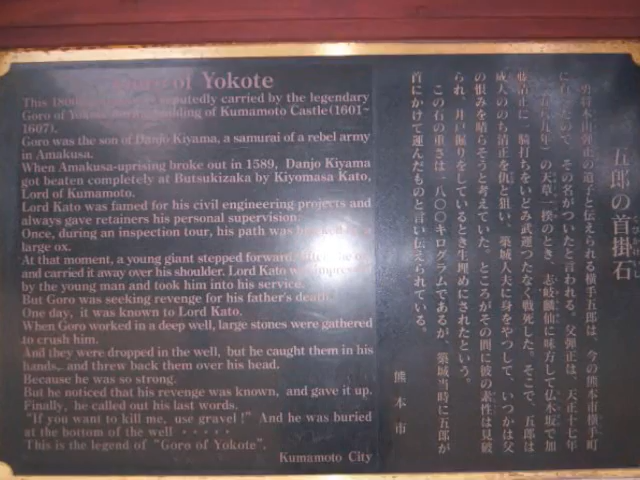 of Yokote
This 1800 reputedly carried by the legendary
Goro of building of Kumamoto Castle(1601~
1607).
Goro was the son of Danjo Kiyama, a samurai of a rebel army
in Amakusa.
When Amakusa-uprising broke out in 1589, Danjo Kiyama
got beaten completely at Butsukizaka by Kiyomasa Kato,
Lord of Kumamoto.
Lord Kato was famed for his civil engineering projects and
always gave retainers his personal supervision.
Once, during an inspection tour, his path was by a
large ox.
At that moment, a young giant stepped forward, the ox
and carried it away over his shoulder. Lord Kato was impressed
by the young man and took him into his service.
But Goro was seeking revenge for his father's death.
One day, it was known to Lord Kato.
When Goro worked in a deep well, large stones were gathered
to crush him.
And they were dropped in the well, but he caught them in his
hands, and threw back them over his head.
Because he was so strong.
But he noticed that his revenge was known, and gave it up.
Finally, he called out his last words.
"If you want to kill me, use gravel!" And he was buried
at the bottom of the well ·····
This is the legend of "Goro of Yokote".
Kumamoto City
五郎の首掛石
男将木山弾正の遺子と伝えられる横手五郎は、今の熊本市横手町
に たので、その名がついたと言われる。父弾正は、天正十七年
(一五八九年)の天草一揆のとき、志岐麟仙に味方して仏木坂で加
藤清正に一騎打ちをいどみ武運つたなく戦死した。そこで、五郎は
成人ののち清正を仇と狙い、築城人夫に身をやつして、いつかは父
の恨みを晴らそうと考えていた。ところがその間に彼の素性は見破
られ、井戸掘りをしているとき生埋めにされたという。
この石の重さは、一八〇〇キログラムであるが、築城当時に五郎が
首にかけて運んだものと言い伝えられている。
熊本市